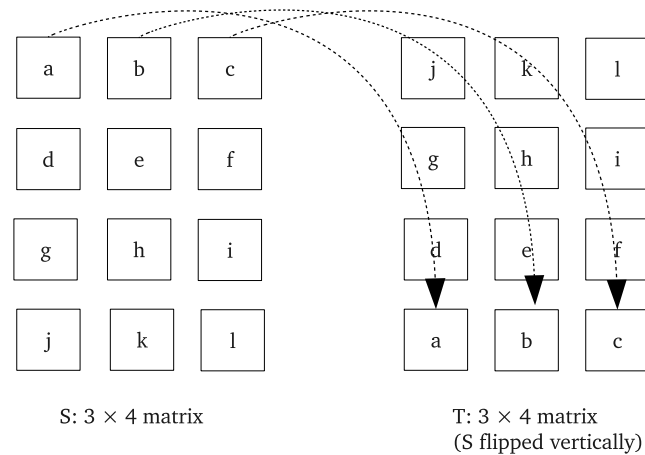 a b c j k l
d e f g h i
g h i d e f
j k l a b c
S: 3 × 4 matrix T: 3 × 4 matrix
(S flipped vertically)